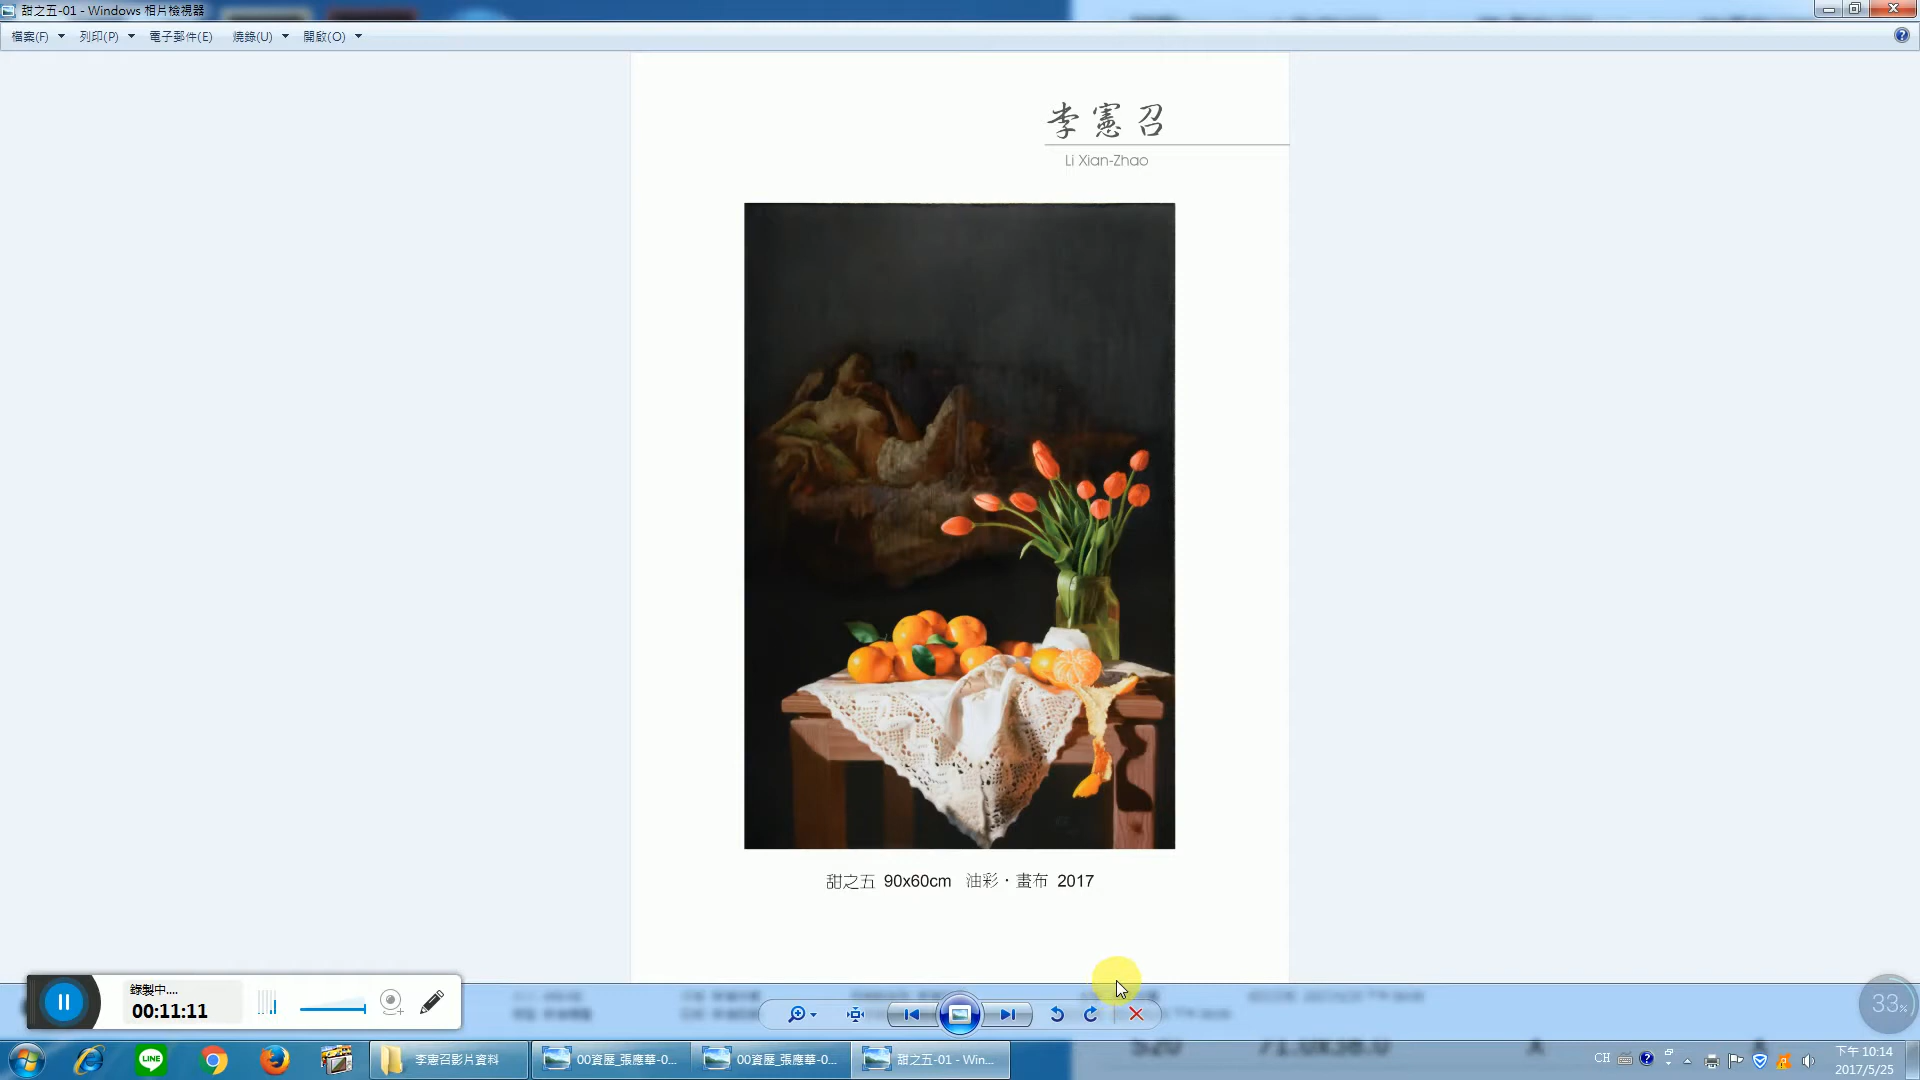 甜之五-01 - Windows 相片檢視器
檔案(F) 列印(P) 電子郵件(E) 燒錄(U) 開啟(O)
李憲召
Li Xian-Zhao
甜之五 90x60cm 油彩·畫布 2017
錄製中....
00:11:11
33%
李憲召影片資料
00資歷_張應華-0...
00資歷_張應華-0...
甜之五-01 - Win...
LINE
CH
下午 10:14
2017/5/25